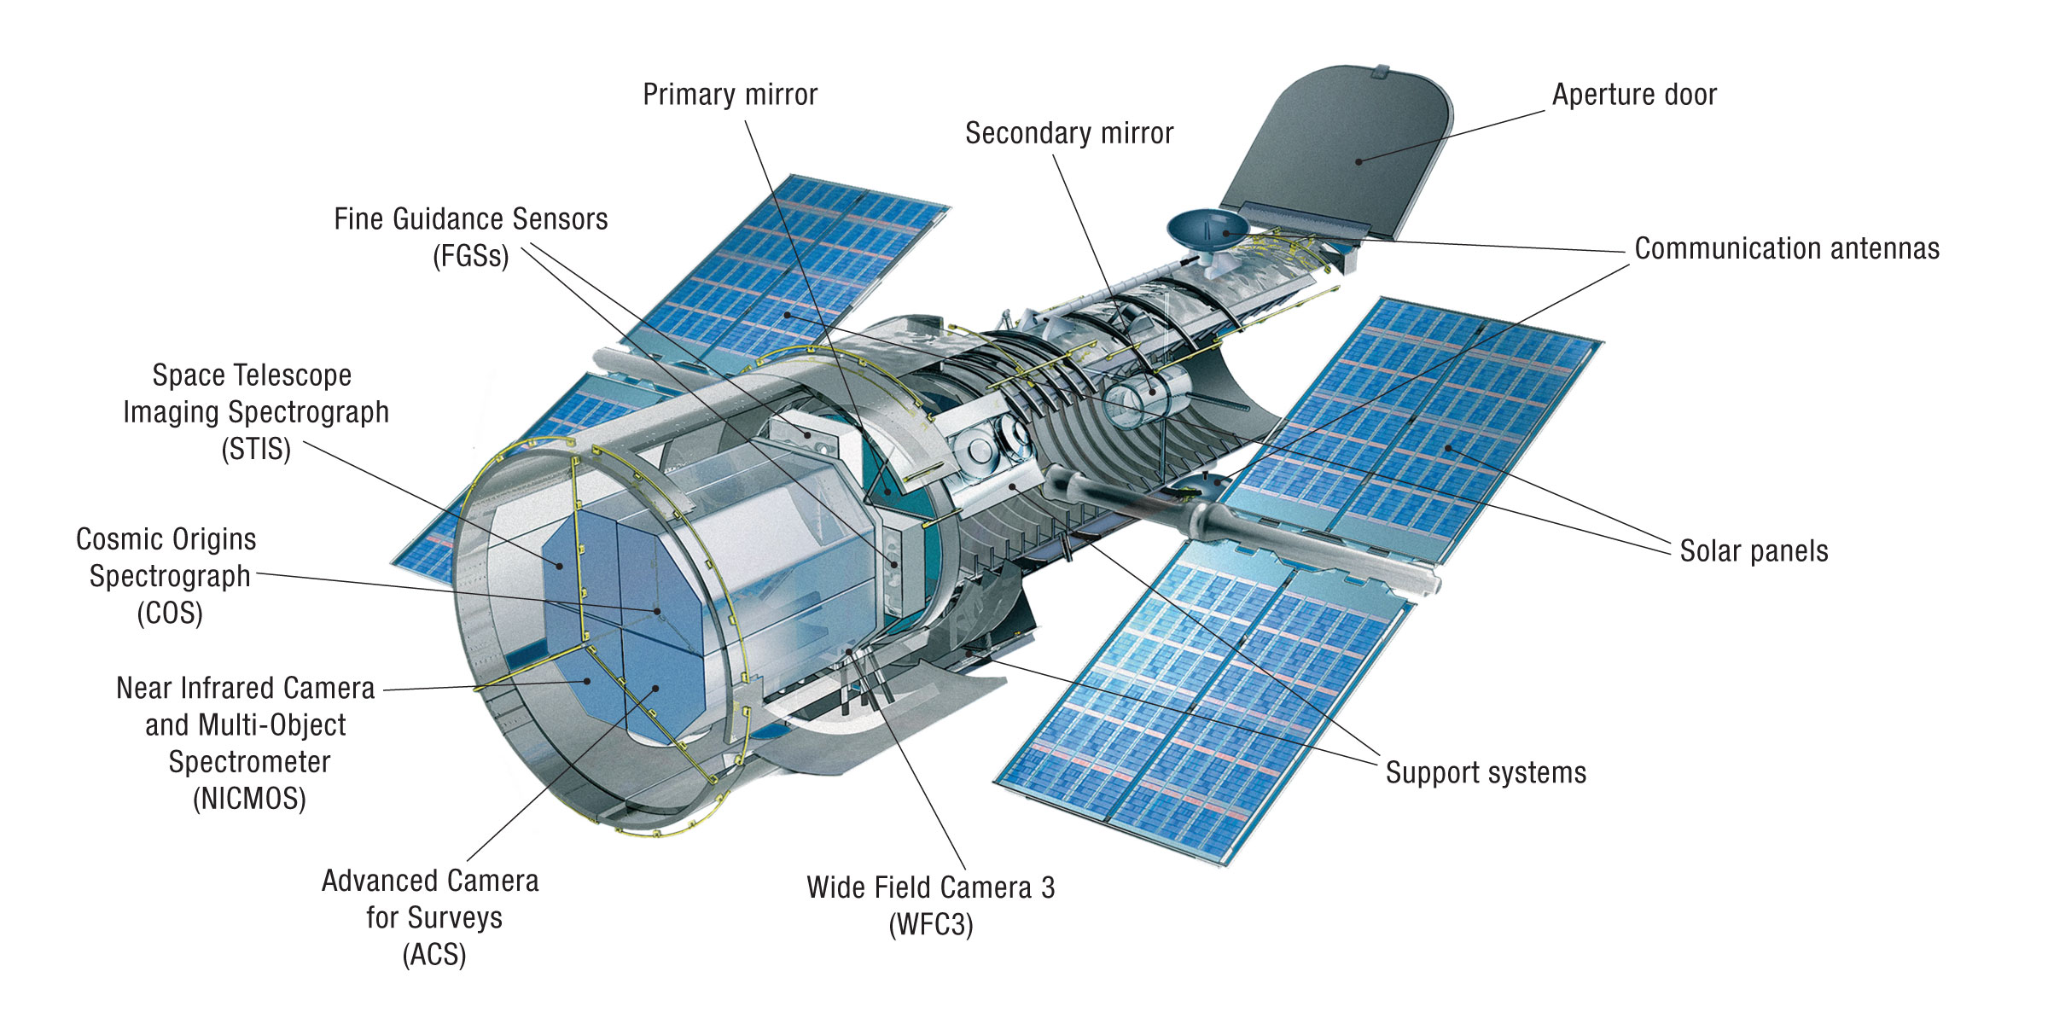 Primary mirror
Aperture door
Secondary mirror
Fine Guidance Sensors
(FGSs)
Communication antennas
Space Telescope
Imaging Spectrograph
(STIS)
Cosmic Origins
Spectrograph
(COS)
Solar panels
Near Infrared Camera
and Multi-Object
Spectrometer
(NICMOS)
Support systems
Advanced Camera
for Surveys
(ACS)
Wide Field Camera 3
(WFC3)